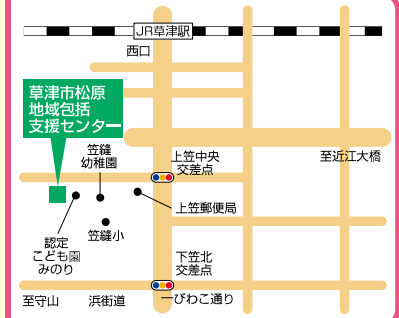 JR草津駅
西口
草津市松原
地域包括
支援センター
笠縫
幼稚園
上笠中央
交差点
至近江大橋
上笠郵便局
認定
こども園
みのり
笠縫小
下笠北
交差点
至守山
浜街道
びわこ通り